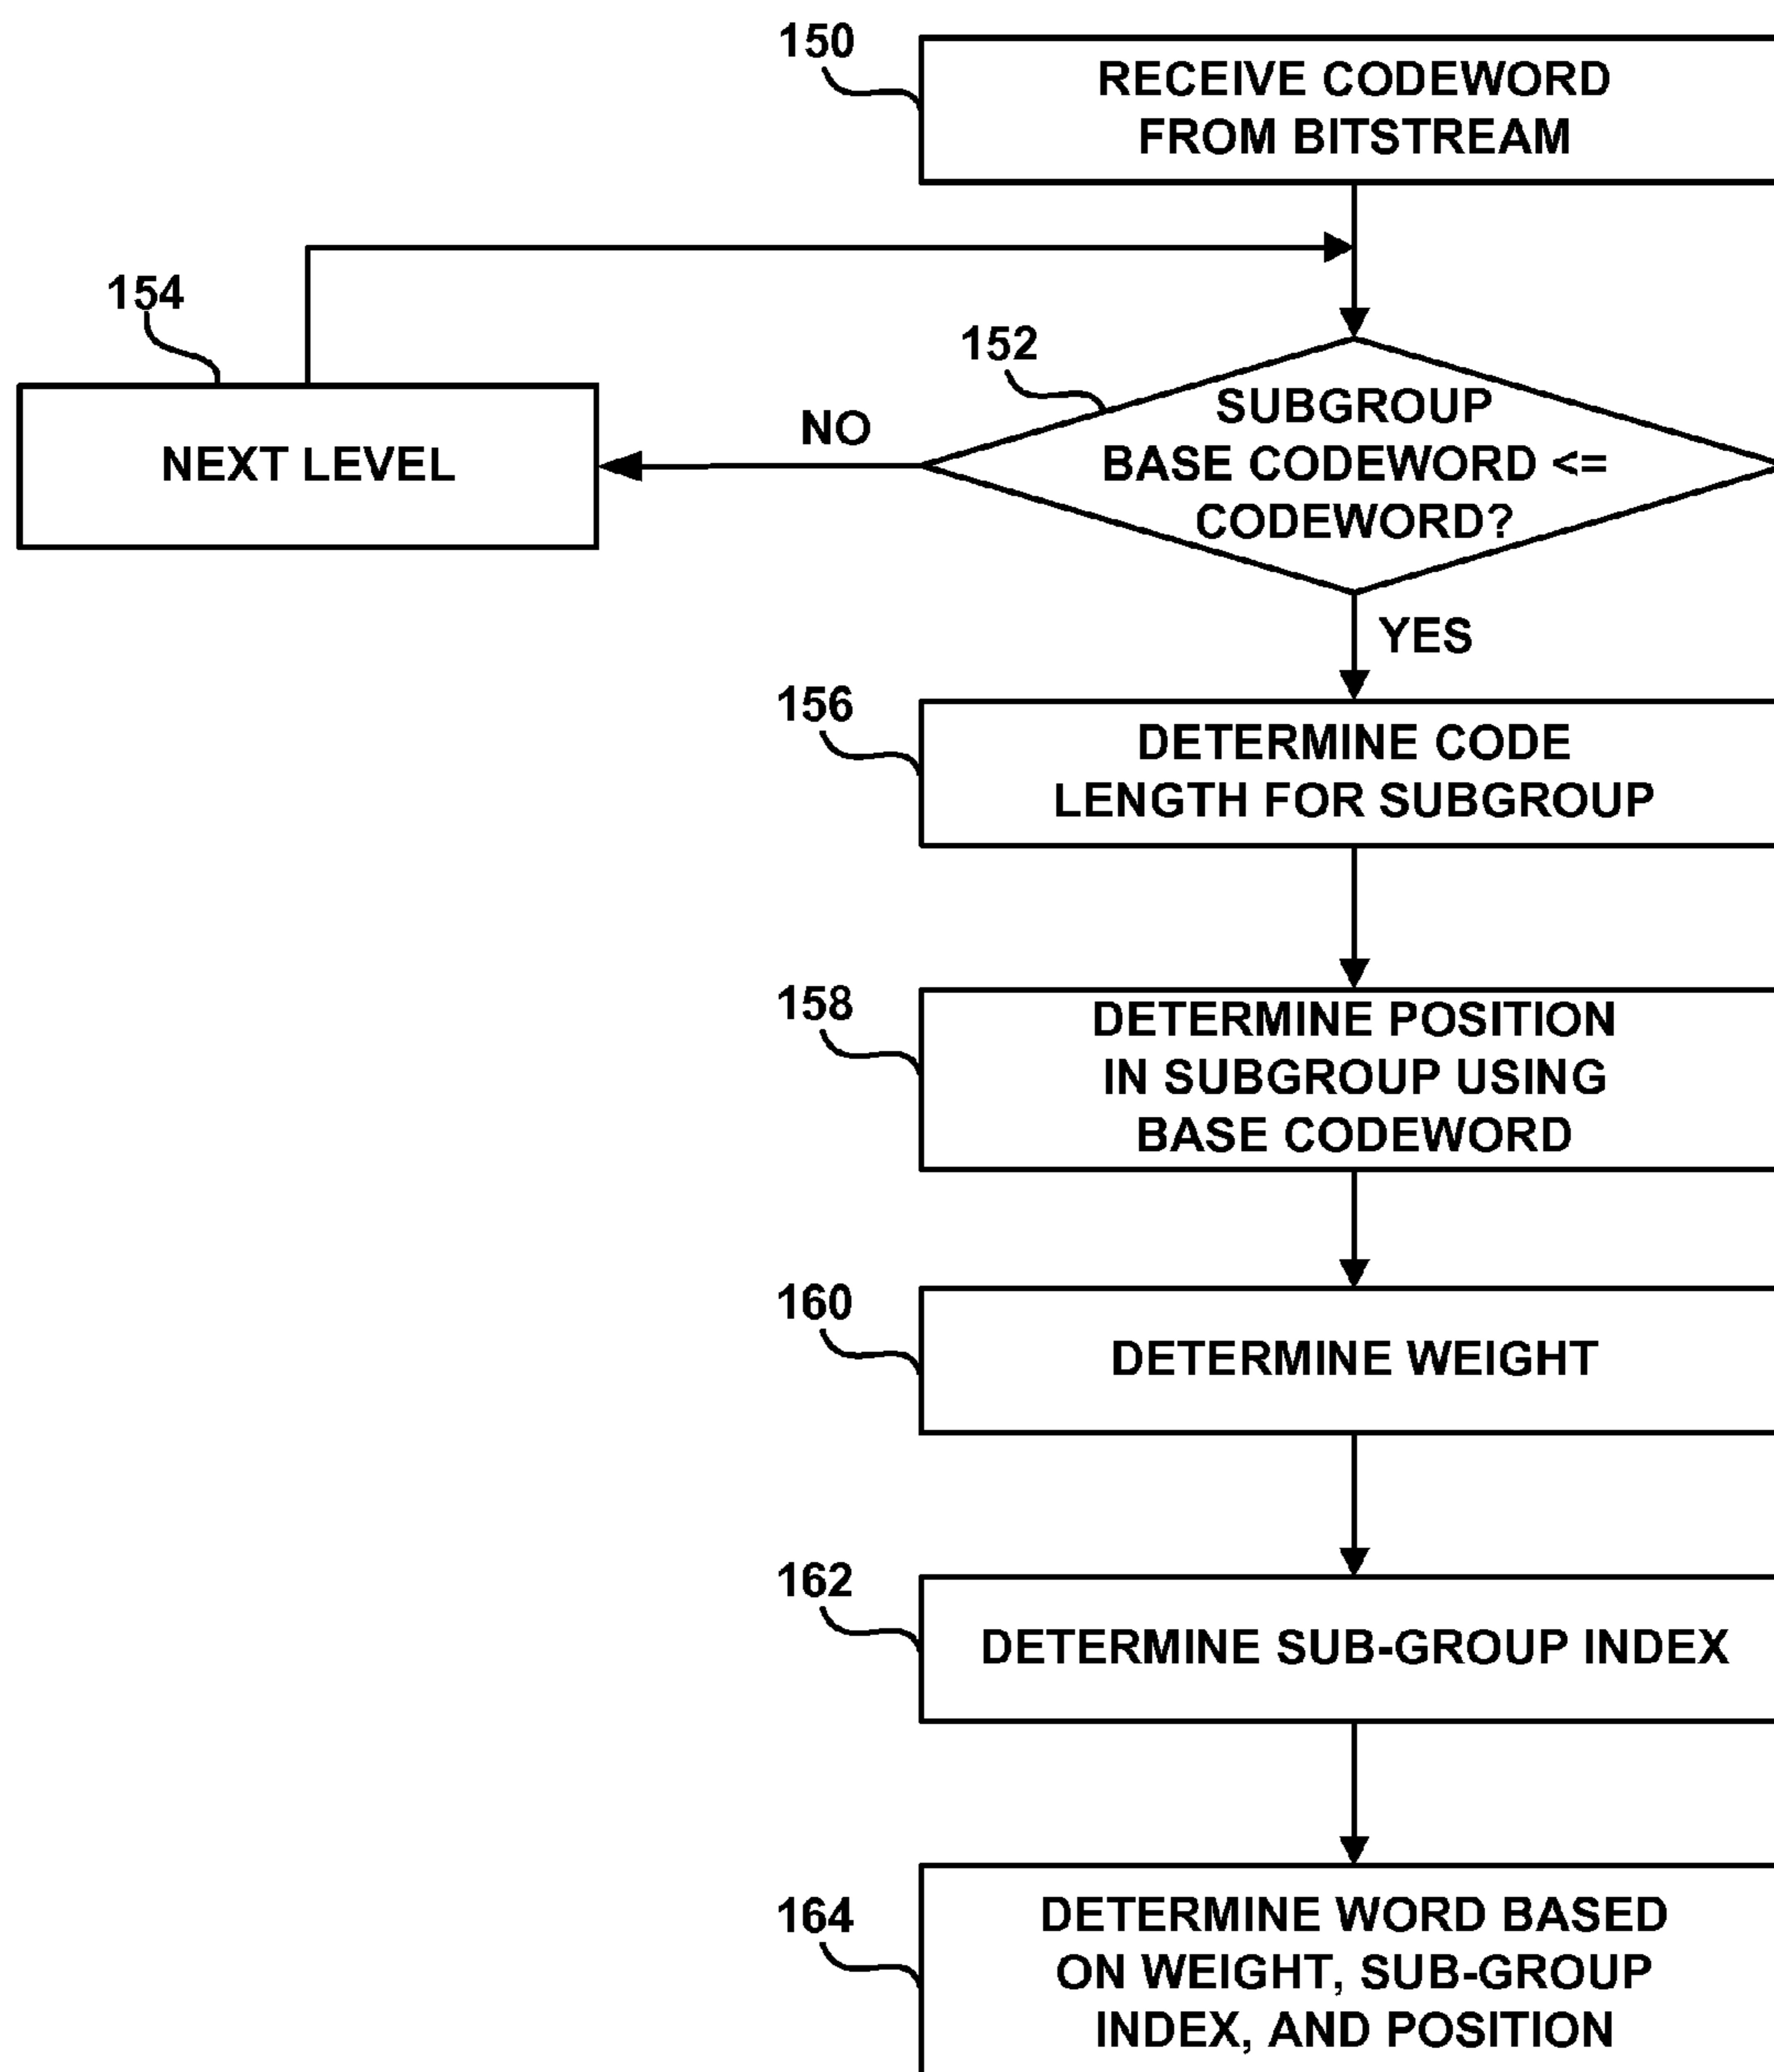 150
RECEIVE CODEWORD
FROM BITSTREAM
154
152
NEXT LEVEL
NO
SUBGROUP
BASE CODEWORD <=
CODEWORD?
YES
156
DETERMINE CODE
LENGTH FOR SUBGROUP
158
DETERMINE POSITION
IN SUBGROUP USING
BASE CODEWORD
160
DETERMINE WEIGHT
162
DETERMINE SUB-GROUP INDEX
164
DETERMINE WORD BASED
ON WEIGHT, SUB-GROUP
INDEX, AND POSITION